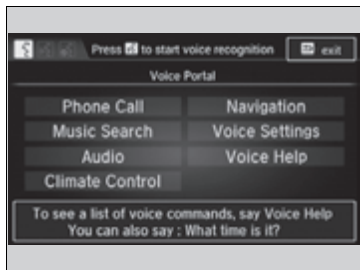 Press to start voice recognition
exit
Voice Portal
Phone Call
Navigation
Music Search
Voice Settings
Audio
Voice Help
Climate Control
To see a list of voice commands, say Voice Help
You can also say : What time is it?